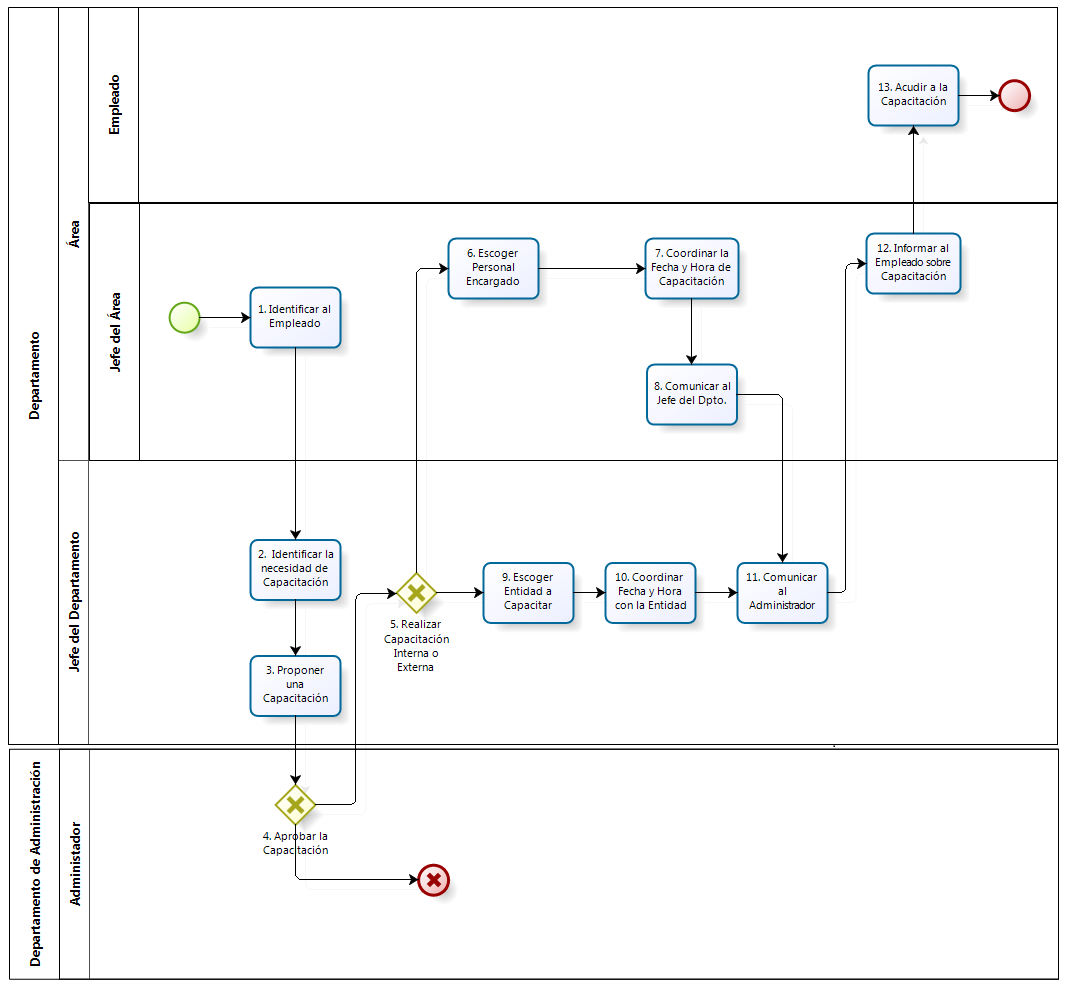 Departamento
Área
Empleado
13. Acudir a la
Capacitación
Jefe del Área
1. Identificar al
Empleado
6. Escoger
Personal
Encargado
7. Coordinar la
Fecha y Hora de
Capacitación
8. Comunicar al
Jefe del Dpto.
12. Informar al
Empleado sobre
Capacitación
Jefe del Departamento
2. Identificar la
necesidad de
Capacitación
3. Proponer
una
Capacitación
5. Realizar
Capacitación
Interna o
Externa
9. Escoger
Entidad a
Capacitar
10. Coordinar
Fecha y Hora
con la Entidad
11. Comunicar
al
Administrador
Departamento de Administración
Administador
4. Aprobar la
Capacitación